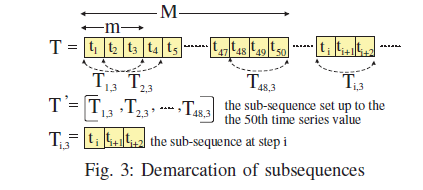 M
m
T = t1 t2 t3 t4 t5 ------ t47 t48 t49 t50 ------ ti ti+1 ti+2 ------
T1,3 T2,3 T48,3 Ti,3
T' = [T1,3 , T2,3, ---- ,T48,3] the sub-sequence set up to the
the 50th time series value
Ti,3 = ti ti+1 ti+2 the sub-sequence at step i
Fig. 3: Demarcation of subsequences